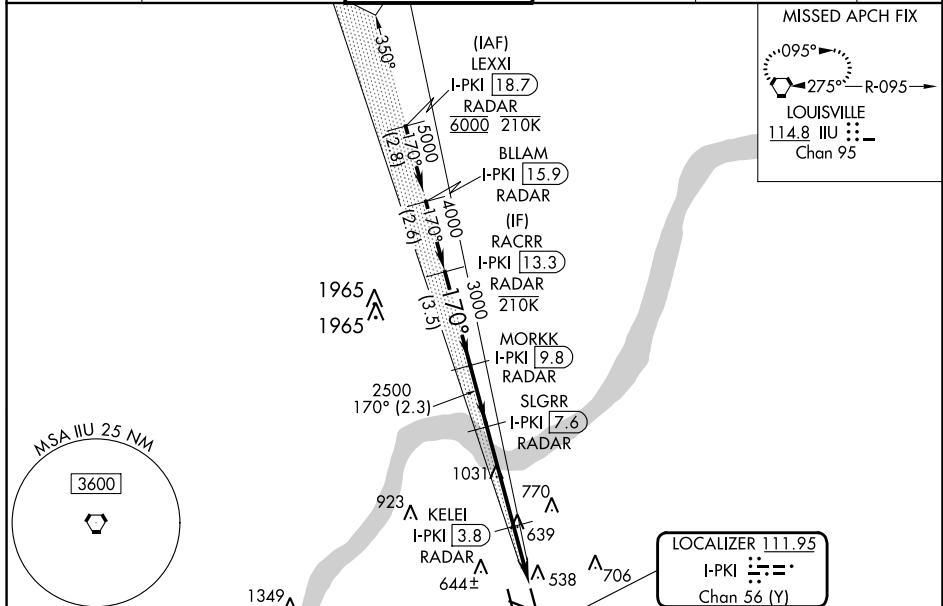 350°
(IAF)
LEXXI
I-PKI 18.7
RADAR
6000 210K
5000
170°
(2.8)
BLLAM
I-PKI 15.9
RADAR
4000
170°
(2.6)
(IF)
RACRR
I-PKI 13.3
RADAR
210K
3000
170°
(3.5)
1965
1965
MORKK
I-PKI 9.8
RADAR
2500
170° (2.3)
SLGRR
I-PKI 7.6
RADAR
1031
770
923
KELEI
I-PKI 3.8
RADAR
639
644±
538
706
1349
MSA IIU 25 NM
3600
MISSED APCH FIX
095°
275°
R-095
LOUISVILLE
114.8 IIU
Chan 95
LOCALIZER 111.95
I-PKI
Chan 56 (Y)